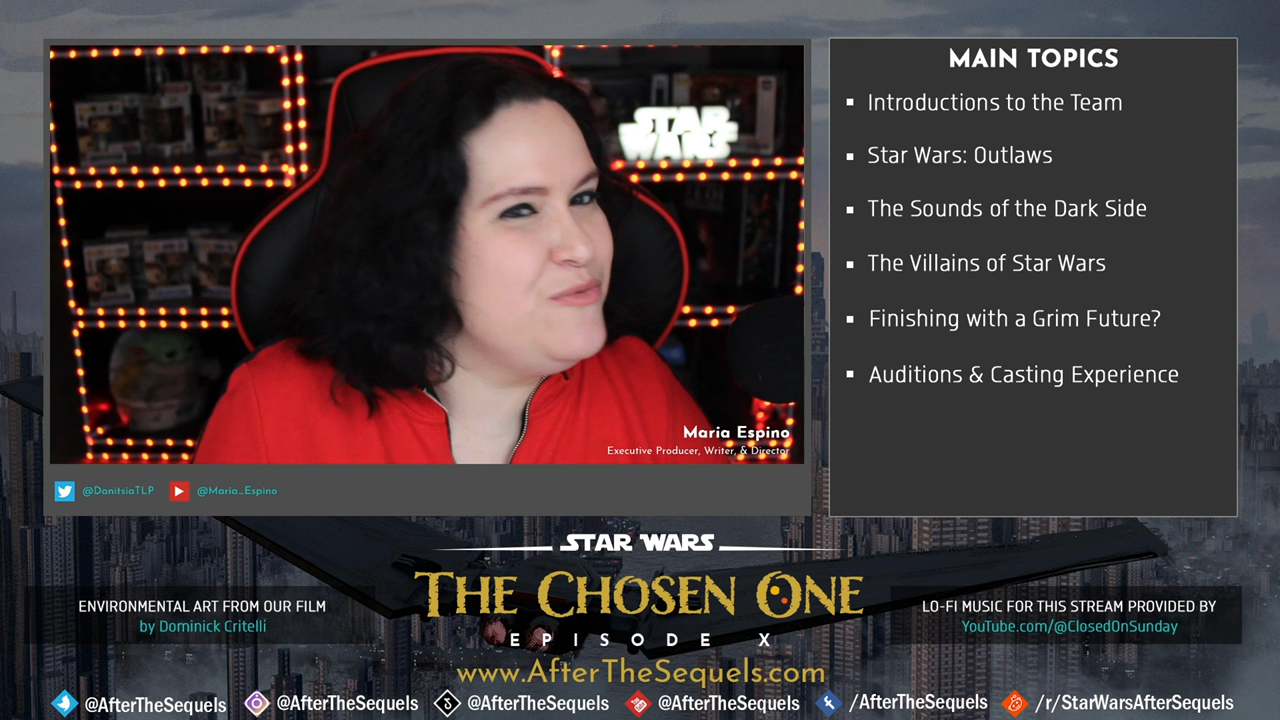 STAR
WARS
Maria Espino
Executive Producer, Writer, & Director
@DanitsiaTLP
@Maria_Espino
MAIN TOPICS
▪ Introductions to the Team
▪ Star Wars: Outlaws
▪ The Sounds of the Dark Side
▪ The Villains of Star Wars
▪ Finishing with a Grim Future?
▪ Auditions & Casting Experience
STAR WARS
THE CHOSEN ONE
EPISODE X
www.AfterTheSequels.com
ENVIRONMENTAL ART FROM OUR FILM
by Dominick Critelli
LO-FI MUSIC FOR THIS STREAM PROVIDED BY
YouTube.com/@ClosedOnSunday
@AfterTheSequels
@AfterTheSequels
@AfterTheSequels
@AfterTheSequels
/AfterTheSequels
/r/StarWarsAfterSequels